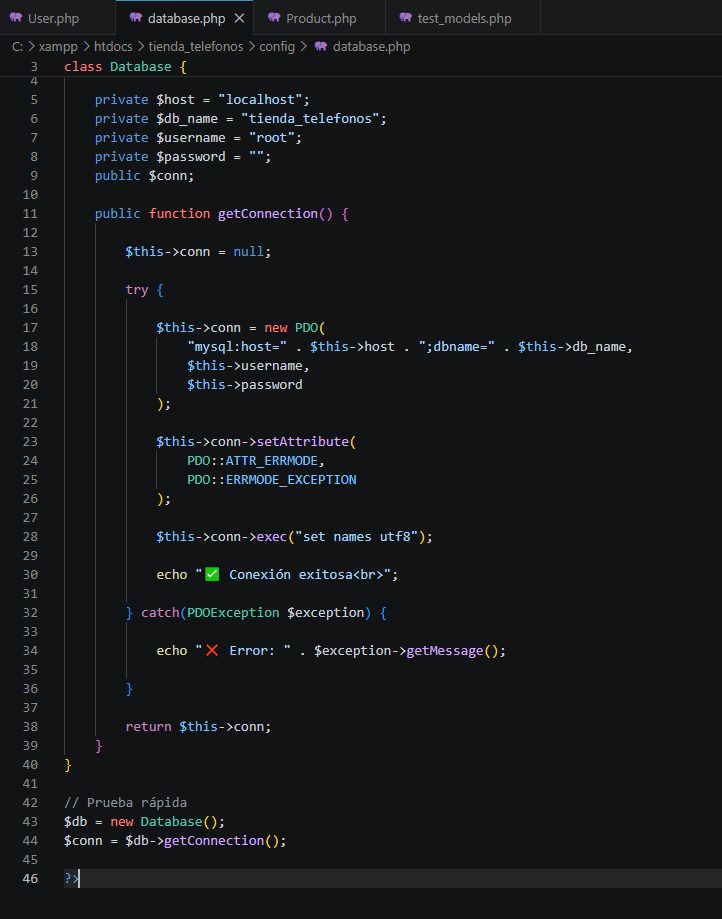 User.php
database.php
Product.php
test_models.php
C: > xampp > htdocs > tienda_telefonos > config > database.php
3 class Database {
4
5 private $host = "localhost";
6 private $db_name = "tienda_telefonos";
7 private $username = "root";
8 private $password = "";
9 public $conn;
10
11 public function getConnection() {
12
13 $this->conn = null;
14
15 try {
16
17 $this->conn = new PDO(
18 "mysql:host=" . $this->host . ";dbname=" . $this->db_name,
19 $this->username,
20 $this->password
21 );
22
23 $this->conn->setAttribute(
24 PDO::ATTR_ERRMODE,
25 PDO::ERRMODE_EXCEPTION
26 );
27
28 $this->conn->exec("set names utf8");
29
30 echo "✅ Conexión exitosa<br>";
31
32 } catch(PDOException $exception) {
33
34 echo "❌ Error: " . $exception->getMessage();
35
36 }
37
38 return $this->conn;
39 }
40 }
41
42 // Prueba rápida
43 $db = new Database();
44 $conn = $db->getConnection();
45
46 ?>